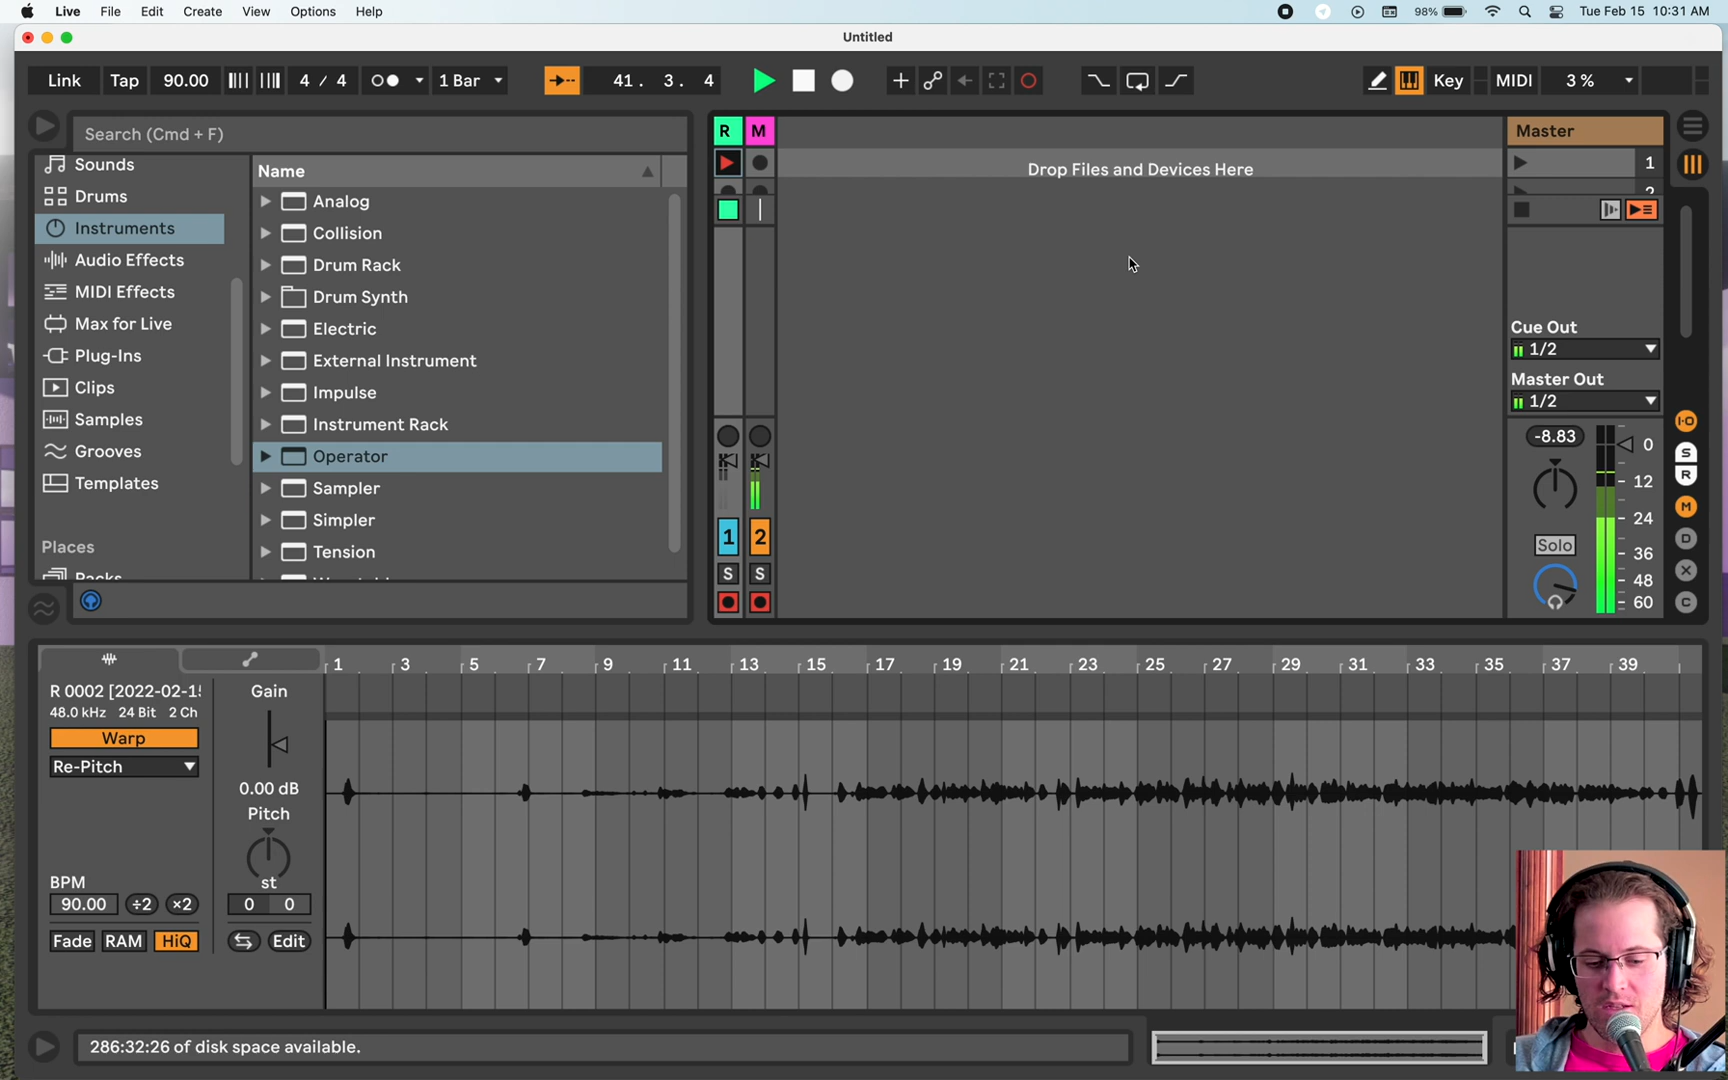 Live File Edit Create View Options Help 98% Tue Feb 15 10:31 AM
Untitled
Link Tap 90.00 4 / 4 1 Bar 41. 3. 4 Key MIDI 3 %
Search (Cmd + F)
Sounds
Drums
Instruments
Audio Effects
MIDI Effects
Max for Live
Plug-Ins
Clips
Samples
Grooves
Templates
Places
Packs
Name
Analog
Collision
Drum Rack
Drum Synth
Electric
External Instrument
Impulse
Instrument Rack
Operator
Sampler
Simpler
Tension
R M
Drop Files and Devices Here
1 2
S S
Master
1
2
Cue Out
1/2
Master Out
1/2
-8.83
0
12
24
36
48
60
Solo
I·O
S
R
M
D
X
C
1 3 5 7 9 11 13 15 17 19 21 23 25 27 29 31 33 35 37 39
R 0002 [2022-02-15
48.0 kHz 24 Bit 2 Ch
Warp
Re-Pitch
BPM
90.00 ÷2 ×2
Fade RAM HiQ
Gain
0.00 dB
Pitch
st
0 0
Edit
286:32:26 of disk space available.